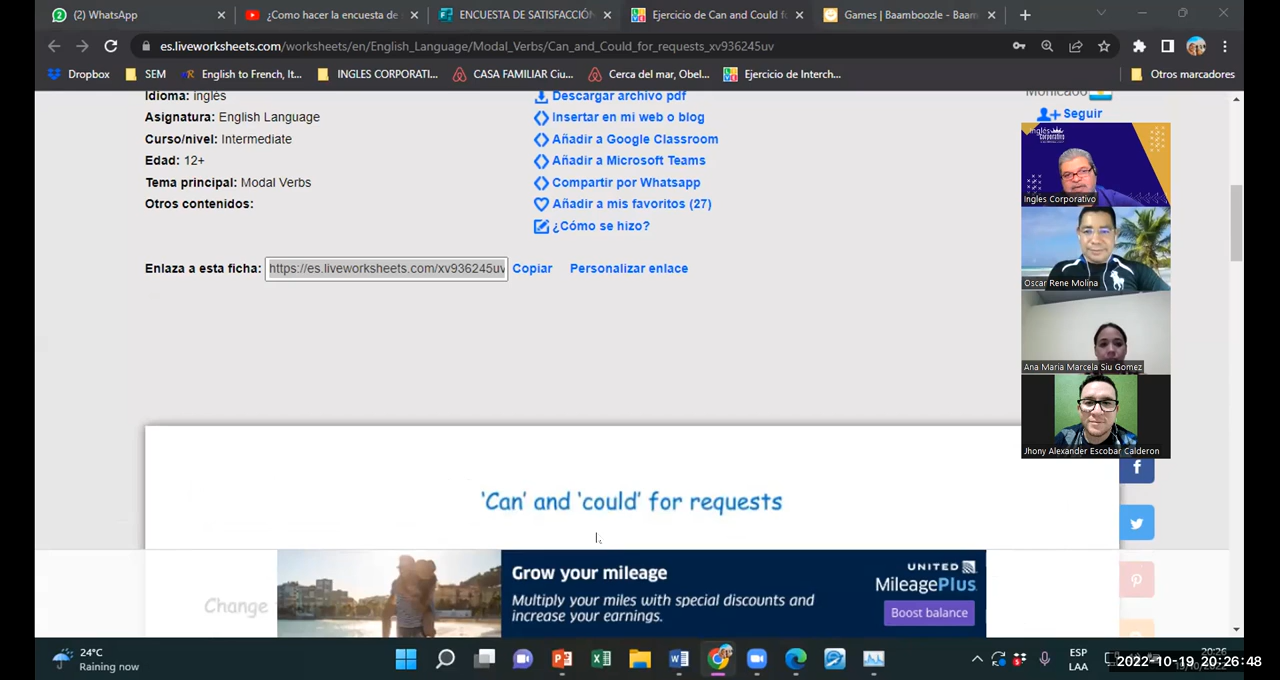 (2) WhatsApp
¿Como hacer la encuesta de
ENCUESTA DE SATISFACCIÓN
Ejercicio de Can and Could f
Games | Baamboozle - Baam
es.liveworksheets.com/worksheets/en/English_Language/Modal_Verbs/Can_and_Could_for_requests_xv936245uv
Dropbox
SEM
English to French, It...
INGLES CORPORATI...
CASA FAMILIAR Ciu...
Cerca del mar, Obel...
Ejercicio de Interch...
Otros marcadores
Idioma: inglés
Asignatura: English Language
Curso/nivel: Intermediate
Edad: 12+
Tema principal: Modal Verbs
Otros contenidos:
Descargar archivo pdf
Insertar en mi web o blog
Añadir a Google Classroom
Añadir a Microsoft Teams
Compartir por Whatsapp
Añadir a mis favoritos (27)
¿Cómo se hizo?
Seguir
Enlaza a esta ficha: https://es.liveworksheets.com/xv936245uv Copiar Personalizar enlace
Inglés
Corporativo
Ingles Corporativo
Oscar Rene Molina
Ana Maria Marcela Siu Gomez
Jhony Alexander Escobar Calderon
'Can' and 'could' for requests
Change
Grow your mileage
Multiply your miles with special discounts and
increase your earnings.
UNITED
MileagePlus
Boost balance
24°C
Raining now
ESP
LAA
20:26
2022-10-19, 20:26:48